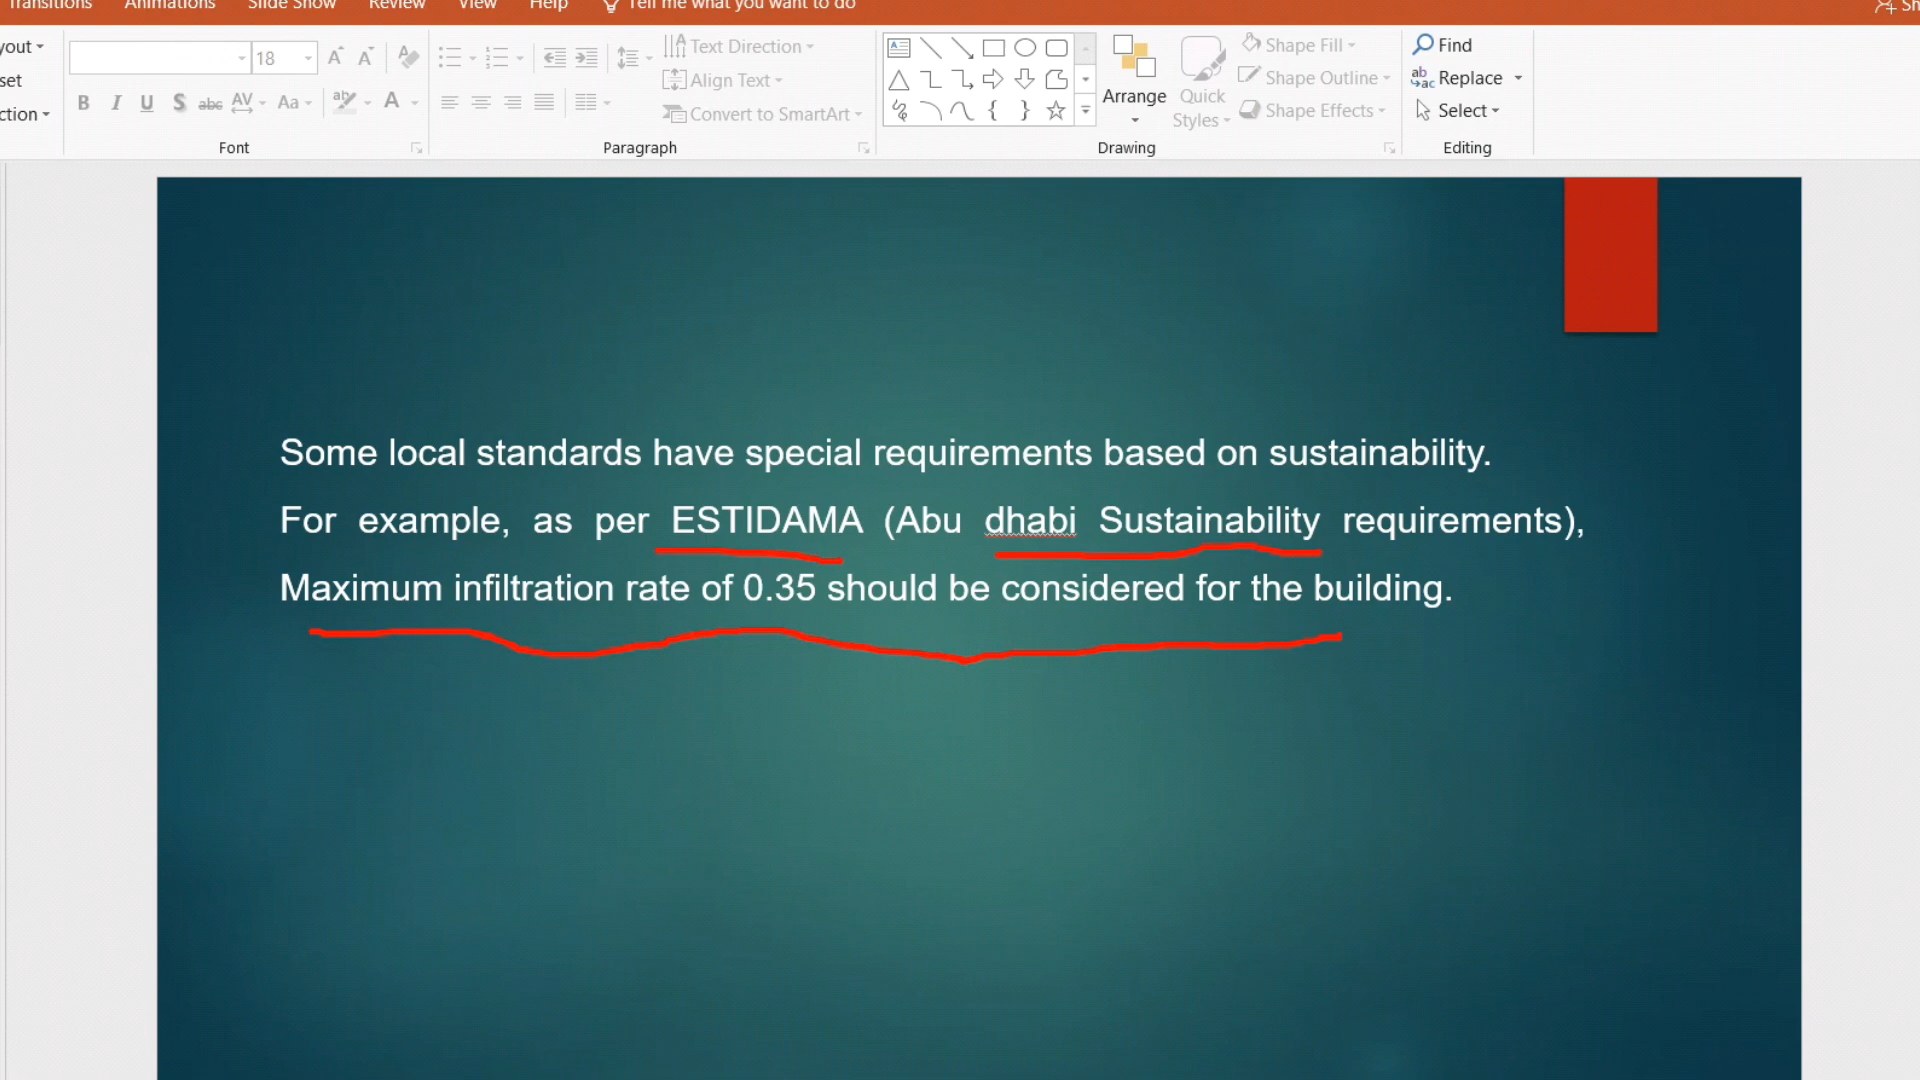 Transitions Animations Slide Show Review View Help Tell me what you want to do
yout 18 Text Direction Shape Fill Find
set Align Text Arrange Quick Styles Shape Outline Replace
ction B I U S abc AV Aa A Convert to SmartArt Shape Effects Select
Font Paragraph Drawing Editing
Some local standards have special requirements based on sustainability.
For example, as per ESTIDAMA (Abu dhabi Sustainability requirements),
Maximum infiltration rate of 0.35 should be considered for the building.